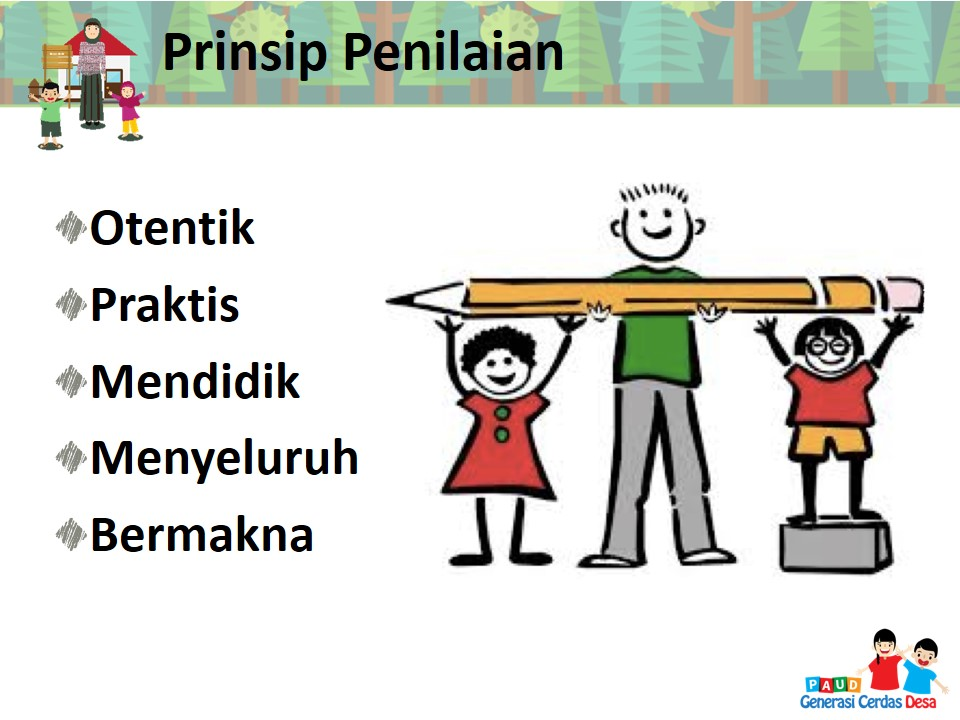 Prinsip Penilaian
Otentik
Praktis
Mendidik
Menyeluruh
Bermakna
PAUD
Generasi Cerdas Desa